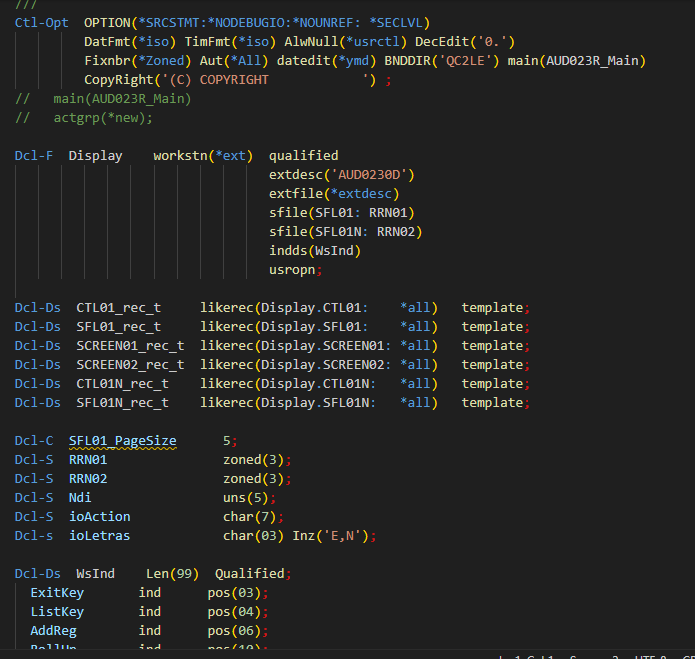 ///
Ctl-Opt OPTION(*SRCSTMT:*NODEBUGIO:*NOUNREF: *SECLVL)
DatFmt(*iso) TimFmt(*iso) AlwNull(*usrctl) DecEdit('0.')
Fixnbr(*Zoned) Aut(*All) datedit(*ymd) BNDDIR('QC2LE') main(AUD023R_Main)
CopyRight('(C) COPYRIGHT ') ;
// main(AUD023R_Main)
// actgrp(*new);
Dcl-F Display workstn(*ext) qualified
extdesc('AUD0230D')
extfile(*extdesc)
sfile(SFL01: RRN01)
sfile(SFL01N: RRN02)
indds(WsInd)
usropn;
Dcl-Ds CTL01_rec_t likerec(Display.CTL01: *all) template;
Dcl-Ds SFL01_rec_t likerec(Display.SFL01: *all) template;
Dcl-Ds SCREEN01_rec_t likerec(Display.SCREEN01: *all) template;
Dcl-Ds SCREEN02_rec_t likerec(Display.SCREEN02: *all) template;
Dcl-Ds CTL01N_rec_t likerec(Display.CTL01N: *all) template;
Dcl-Ds SFL01N_rec_t likerec(Display.SFL01N: *all) template;
Dcl-C SFL01_PageSize 5;
Dcl-S RRN01 zoned(3);
Dcl-S RRN02 zoned(3);
Dcl-S Ndi uns(5);
Dcl-S ioAction char(7);
Dcl-s ioLetras char(03) Inz('E,N');
Dcl-Ds WsInd Len(99) Qualified;
ExitKey ind pos(03);
ListKey ind pos(04);
AddReg ind pos(06);
RollUp ind pos(10);